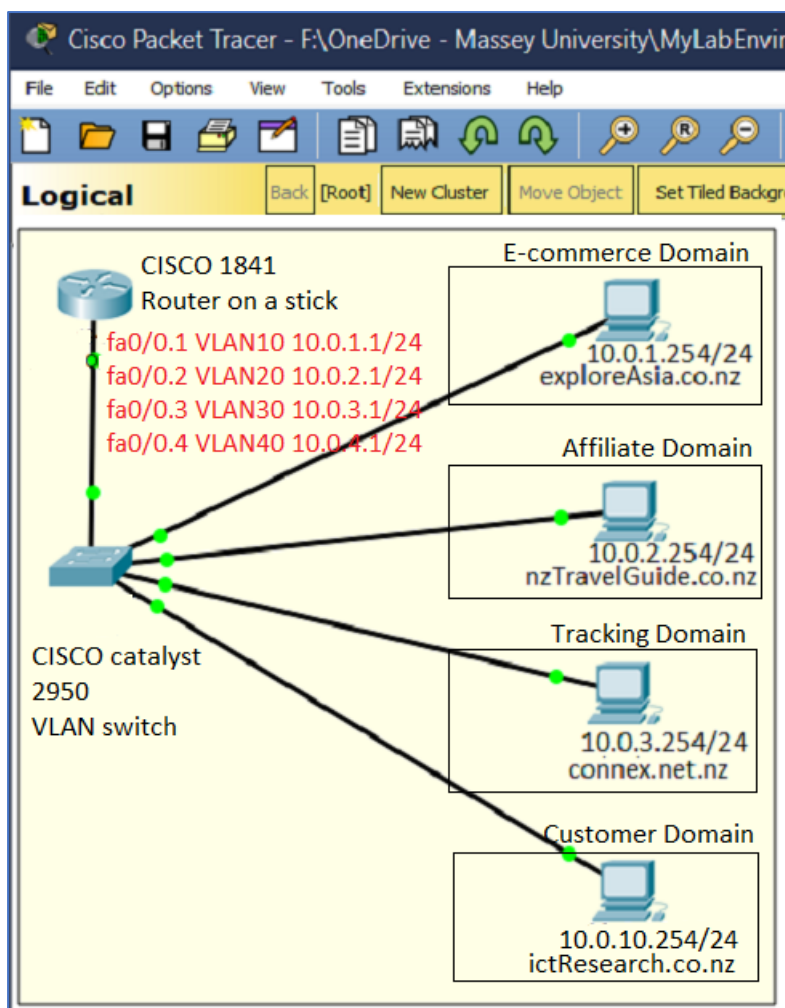 Cisco Packet Tracer - F:\OneDrive - Massey University\MyLabEnvir
File Edit Options View Tools Extensions Help
Logical
Back [Root] New Cluster Move Object Set Tiled Backgr
CISCO 1841
Router on a stick
fa0/0.1 VLAN10 10.0.1.1/24
fa0/0.2 VLAN20 10.0.2.1/24
fa0/0.3 VLAN30 10.0.3.1/24
fa0/0.4 VLAN40 10.0.4.1/24
E-commerce Domain
10.0.1.254/24
exploreAsia.co.nz
Affiliate Domain
10.0.2.254/24
nzTravelGuide.co.nz
Tracking Domain
10.0.3.254/24
connex.net.nz
CISCO catalyst
2950
VLAN switch
Customer Domain
10.0.10.254/24
ictResearch.co.nz